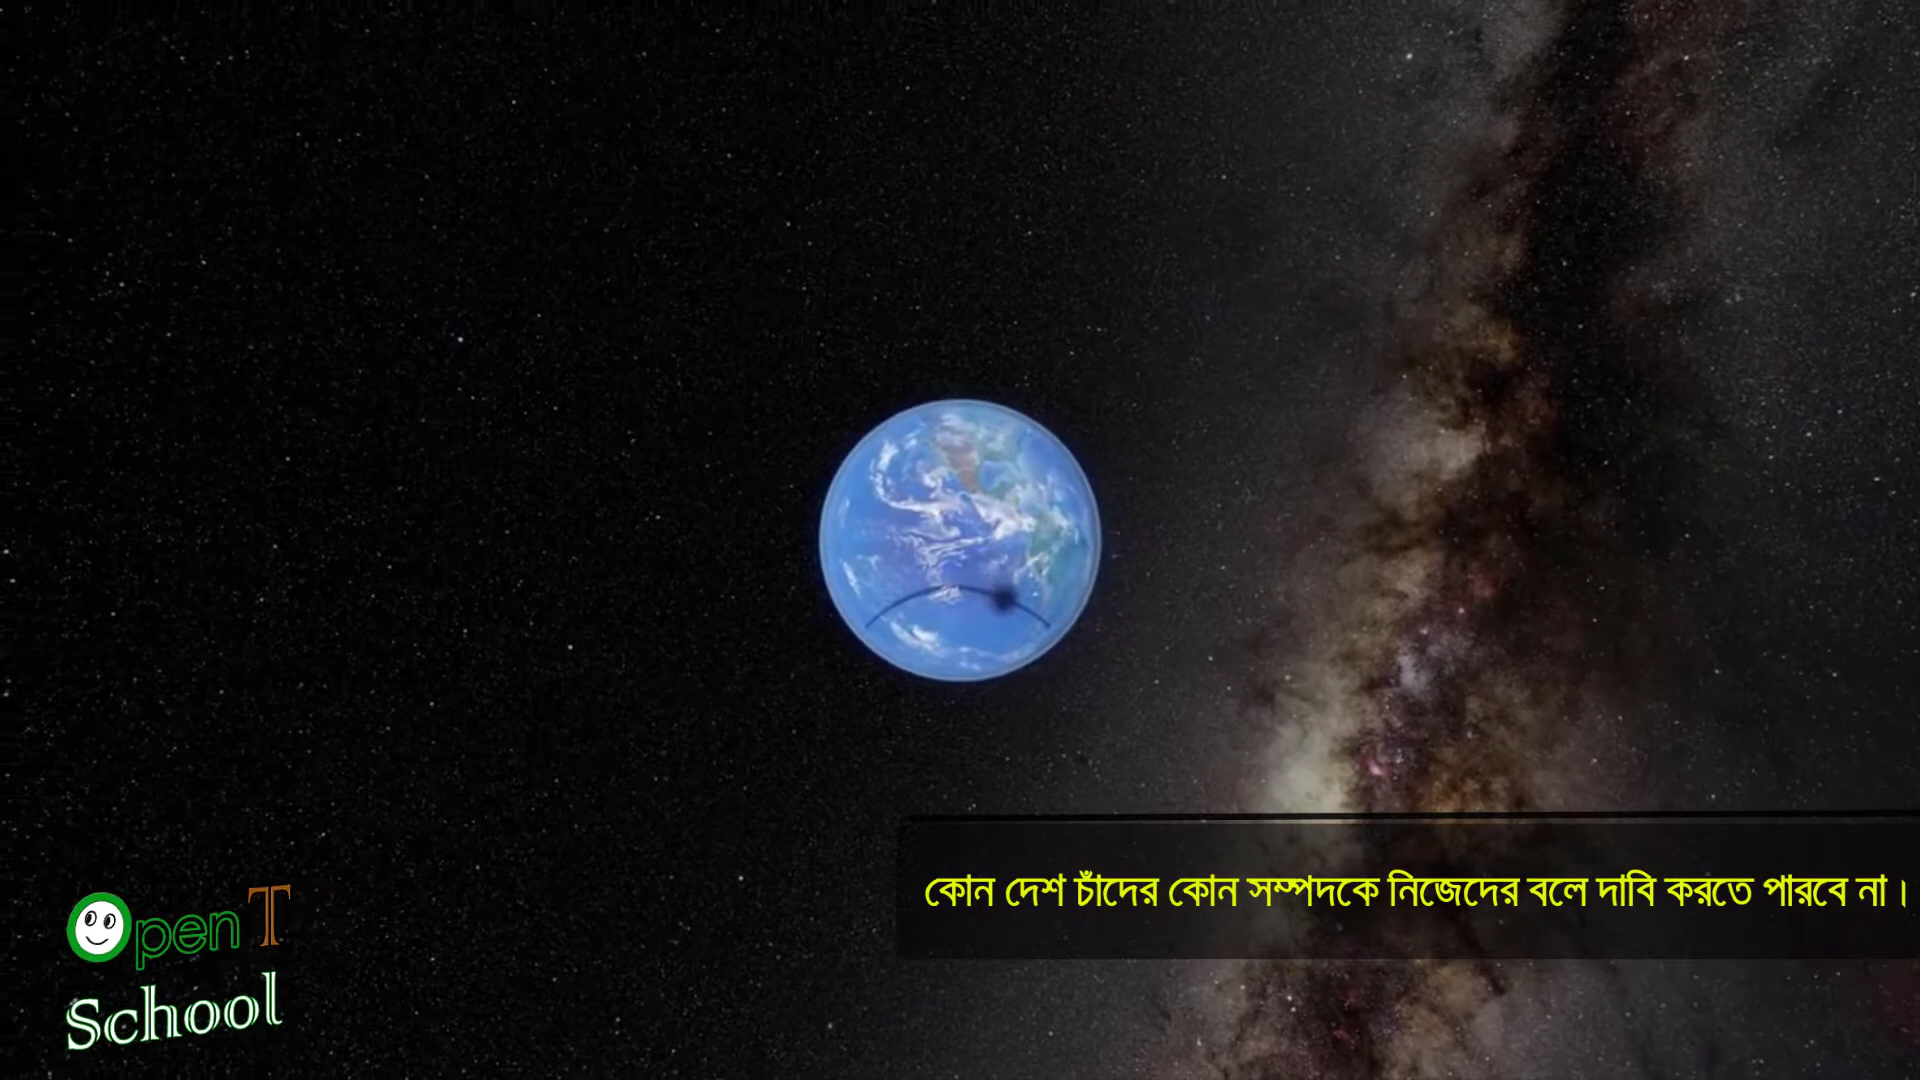 কোন দেশ চাঁদের কোন সম্পদকে নিজেদের বলে দাবি করতে পারবে না।
Open T
School